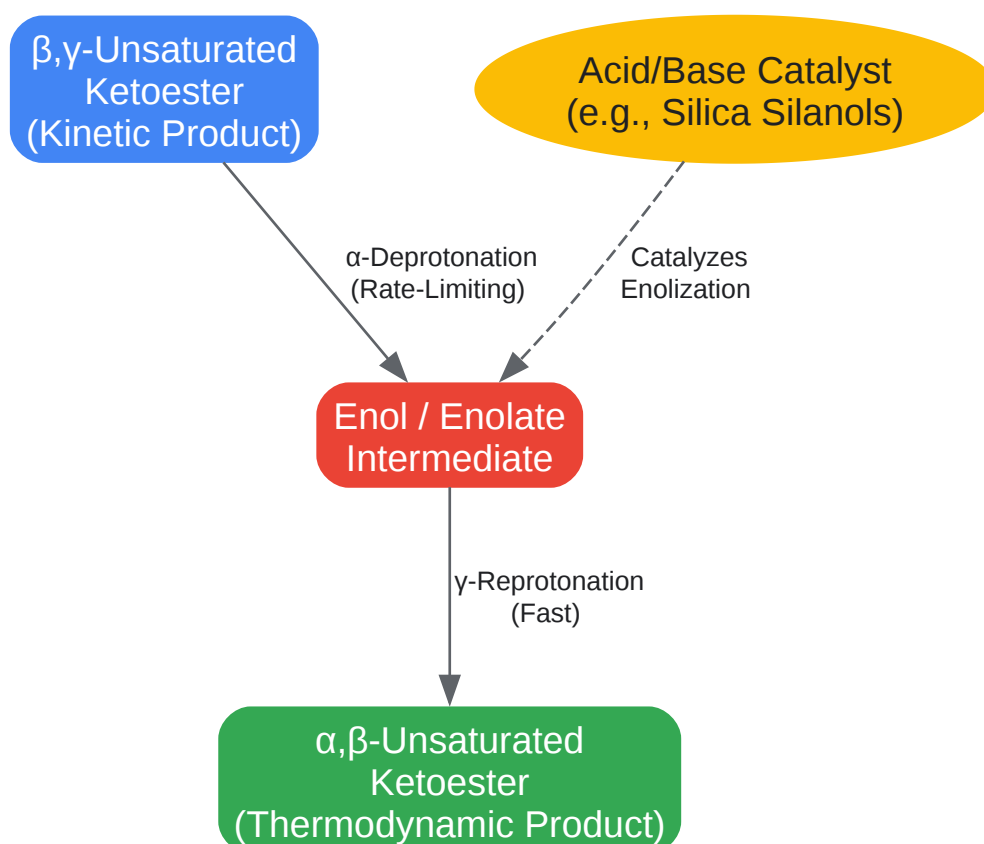 β,γ-Unsaturated
Ketoester
(Kinetic Product)
Acid/Base Catalyst
(e.g., Silica Silanols)
α-Deprotonation
(Rate-Limiting)
Catalyzes
Enolization
Enol / Enolate
Intermediate
γ-Reprotonation
(Fast)
α,β-Unsaturated
Ketoester
(Thermodynamic Product)